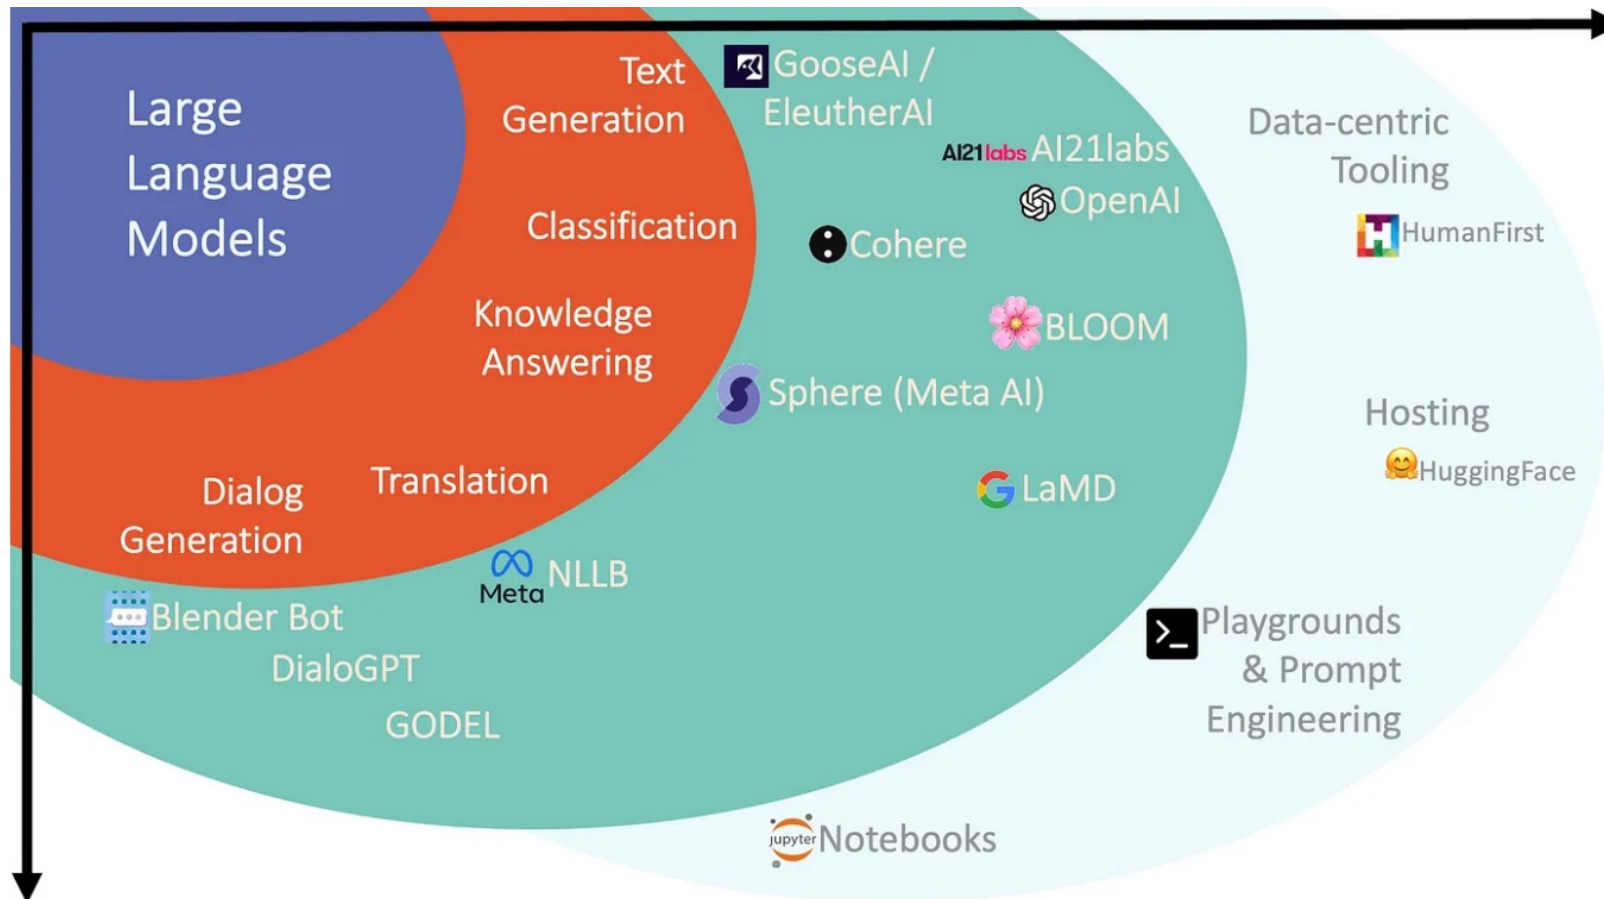 Large
Language
Models
Text
Generation
Classification
Knowledge
Answering
Translation
Dialog
Generation
GooseAI /
EleutherAI
AI21labs AI21labs
OpenAI
Cohere
BLOOM
Sphere (Meta AI)
LaMD
Meta NLLB
Blender Bot
DialoGPT
GODEL
Data-centric
Tooling
H HumanFirst
Hosting
HuggingFace
>_ Playgrounds
& Prompt
Engineering
jupyter Notebooks